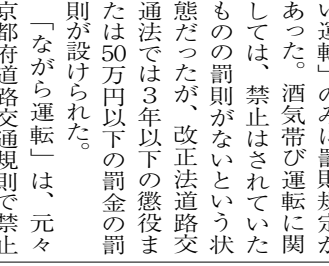 い運転」のみに罰則規定が
あった。酒気帯び運転に関
しては、禁止はされていた
ものの罰則がないという状
態だったが、改正法道路交
通法では3年以下の懲役ま
たは50万円以下の罰金の罰
則が設けられた。
「ながら運転」は、元々
京都府道路交通規則で禁止